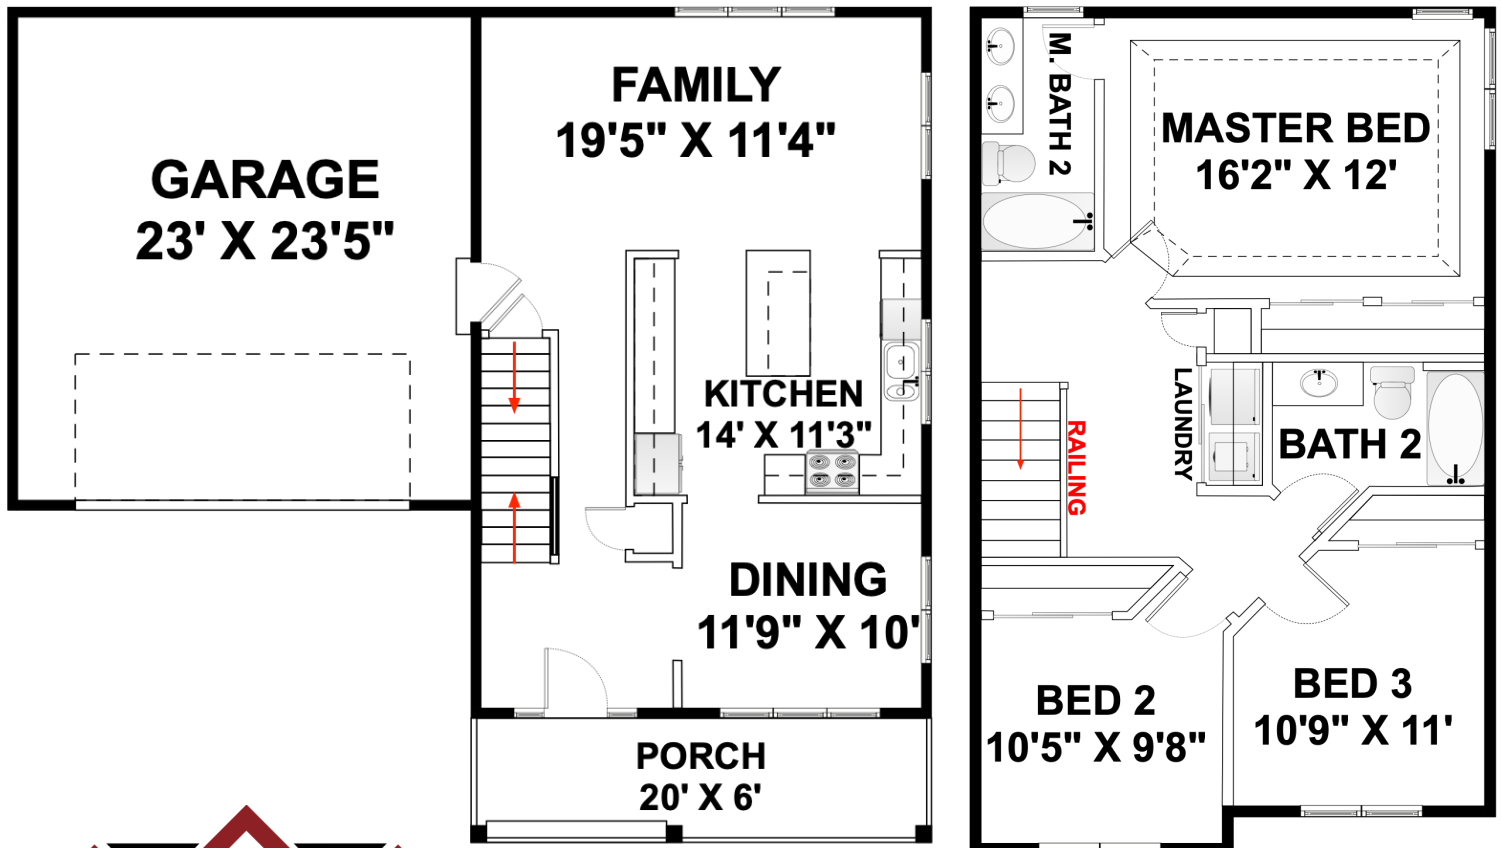 GARAGE
23' X 23'5"
FAMILY
19'5" X 11'4"
KITCHEN
14' X 11'3"
DINING
11'9" X 10'
PORCH
20' X 6'
M. BATH 2
MASTER BED
16'2" X 12'
LAUNDRY
BATH 2
RAILING
BED 2
10'5" X 9'8"
BED 3
10'9" X 11'